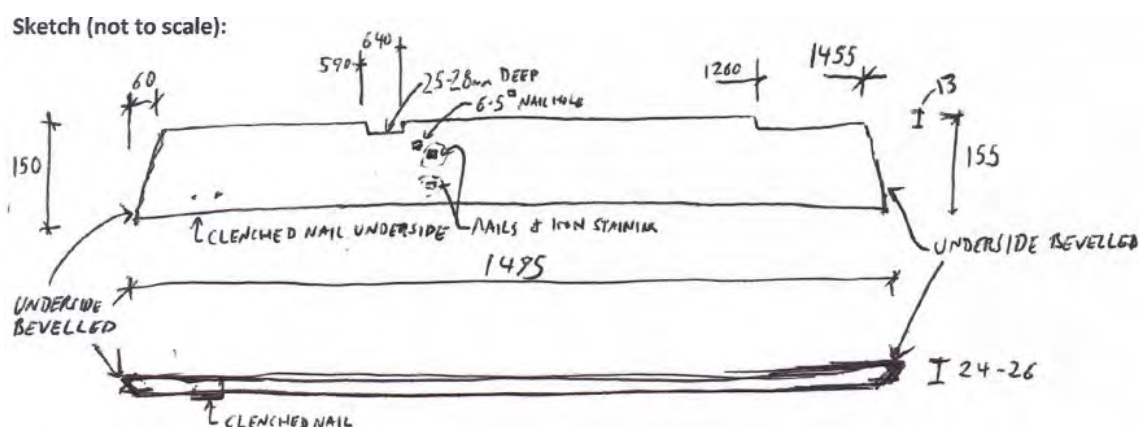 Sketch (not to scale):
640
590
25-28mm DEEP
6.5 NAIL HOLE
60
1260
1455
13
150
155
CLENCHED NAIL UNDERSIDE
NAILS & IRON STAINING
UNDERSIDE BEVELLED
1495
UNDERSIDE
BEVELLED
24-26
CLENCHED NAIL